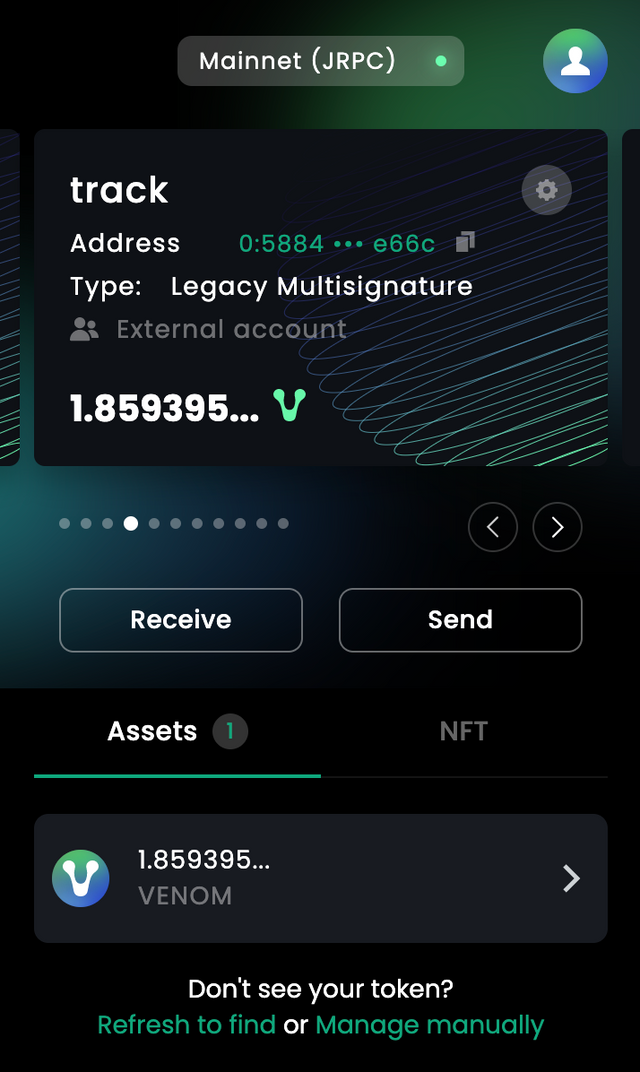 Mainnet (JRPC)
track
Address 0:5884 ••• e66c
Type: Legacy Multisignature
External account
1.859395...
Receive Send
Assets 1 NFT
1.859395...
VENOM
Don't see your token?
Refresh to find or Manage manually